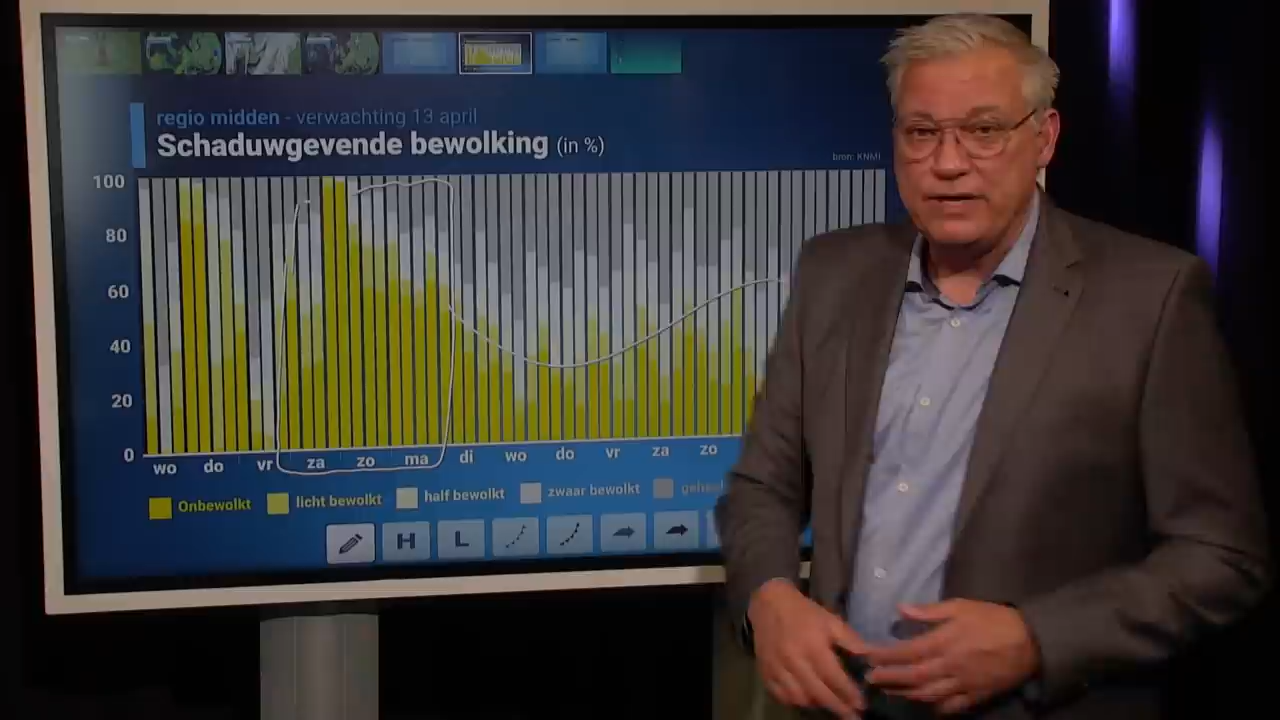 regio midden - verwachting 13 april
Schaduwgevende bewolking (in %)
bron: KNMI
100
80
60
40
20
0
wo do vr za zo ma di wo do vr za zo
Onbewolkt licht bewolkt half bewolkt zwaar bewolkt
H L